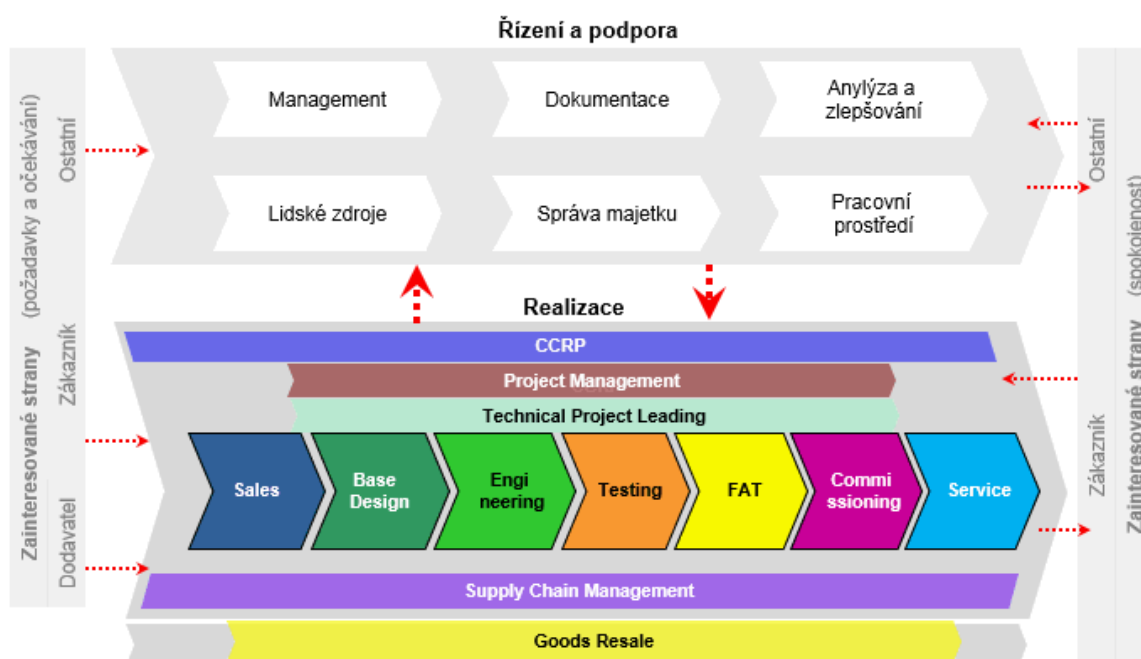 Řízení a podpora
Zainteresované strany (požadavky a očekávání)
Ostatní
Zákazník
Dodavatel
Management
Dokumentace
Anylýza a
zlepšování
Lidské zdroje
Správa majetku
Pracovní
prostředí
Realizace
CCRP
Project Management
Technical Project Leading
Sales
Base
Design
Engi
neering
Testing
FAT
Commi
ssioning
Service
Supply Chain Management
Goods Resale
Ostatní
Zákazník
Zainteresované strany (spokojenost)